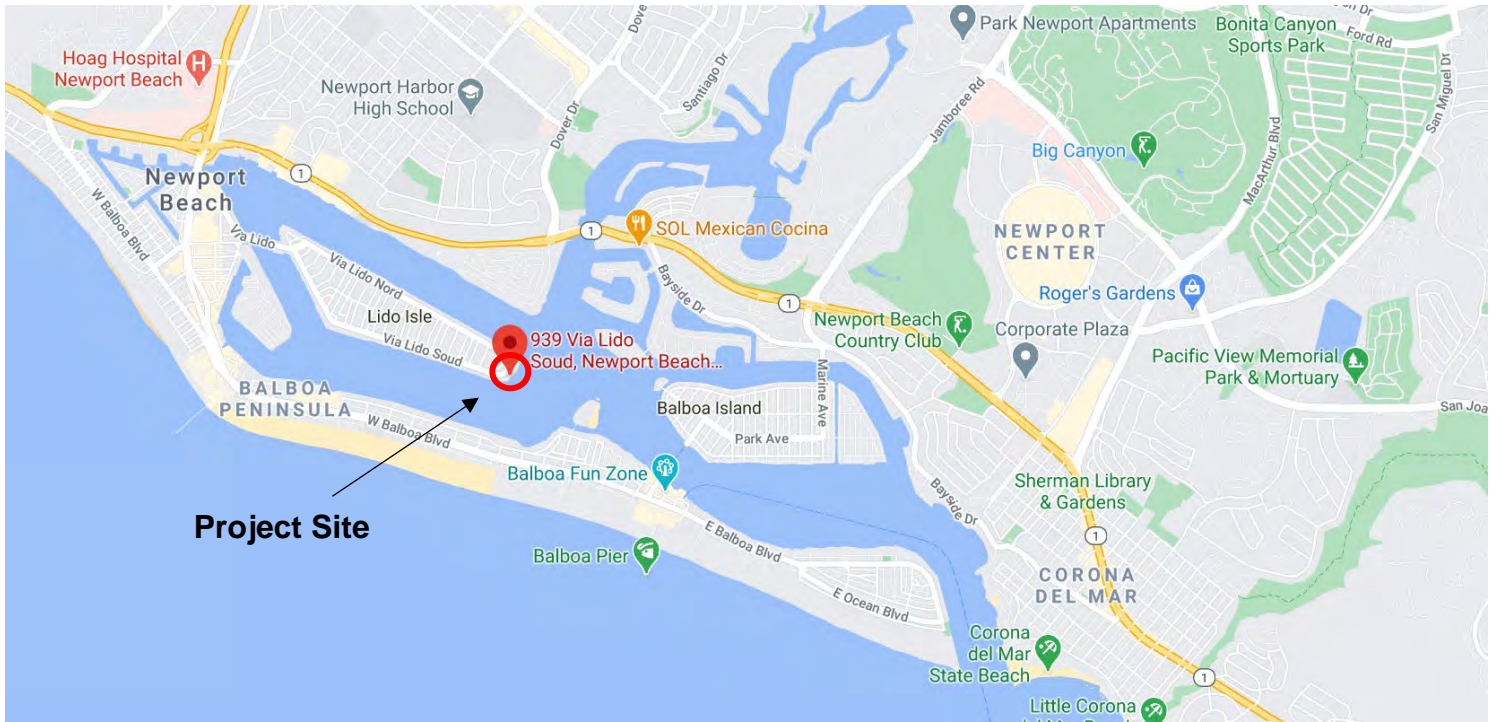 Park Newport Apartments
Bonita Canyon
Sports Park
Ford Rd
San Miguel Dr
Hoag Hospital
Newport Beach
H
Newport Harbor
High School
Dover Dr
Santiago Dr
Dover Dr
Jamboree Rd
MacArthur Blvd
Big Canyon
1
Newport
Beach
W Balboa Blvd
1
SOL Mexican Cocina
NEWPORT
CENTER
Via Lido
Via Lido Nord
Lido Isle
Via Lido Soud
Bayside Dr
Roger's Gardens
1
Newport Beach
Country Club
Corporate Plaza
939 Via Lido
Soud, Newport Beach...
Marine Ave
Pacific View Memorial
Park & Mortuary
San Joa
BALBOA
PENINSULA
W Balboa Blvd
Balboa Island
Park Ave
Balboa Fun Zone
Sherman Library
& Gardens
Bayside Dr
Project Site
E Balboa Blvd
1
Balboa Pier
CORONA
DEL MAR
E Ocean Blvd
Corona
del Mar
State Beach
1
Little Corona